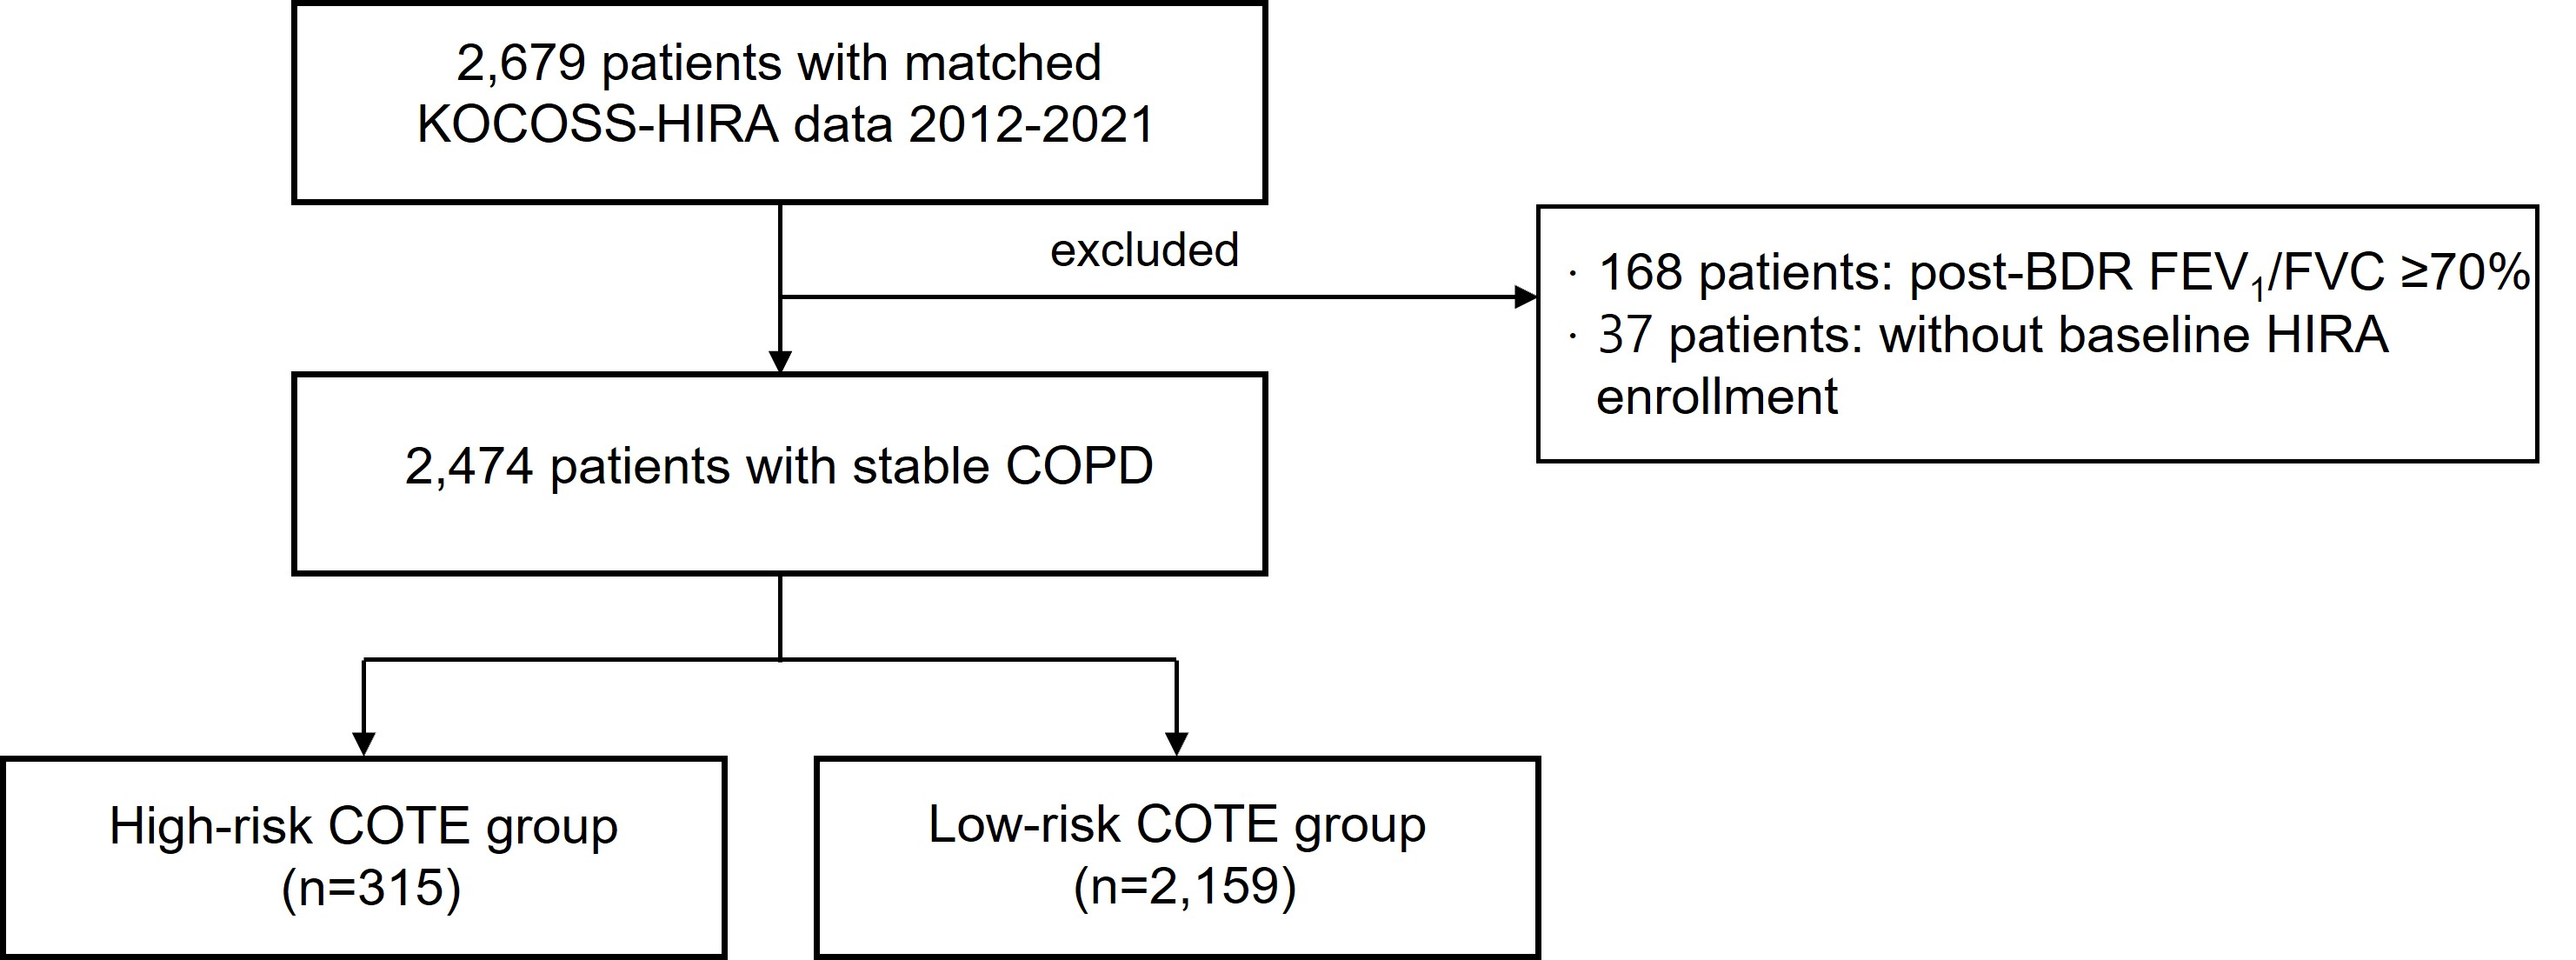 2,679 patients with matched
KOCOSS-HIRA data 2012-2021
excluded
· 168 patients: post-BDR FEV₁/FVC ≥70%
· 37 patients: without baseline HIRA
enrollment
2,474 patients with stable COPD
High-risk COTE group
(n=315)
Low-risk COTE group
(n=2,159)